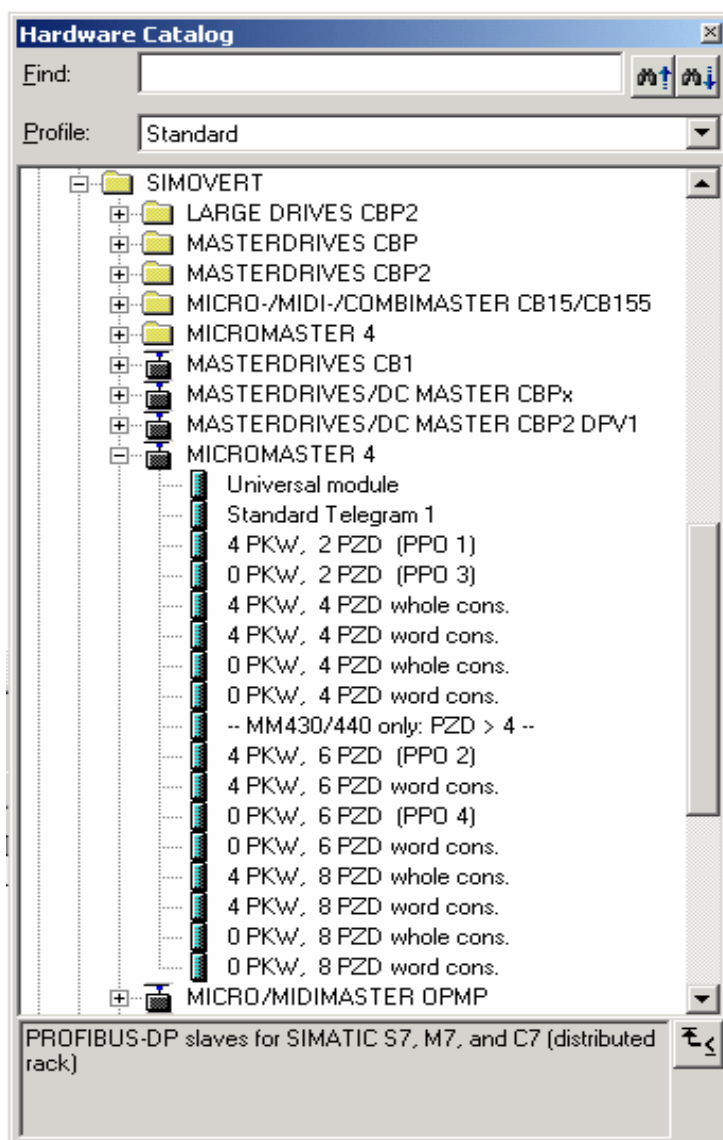 Hardware Catalog
Find:
Profile: Standard
SIMOVERT
LARGE DRIVES CBP2
MASTERDRIVES CBP
MASTERDRIVES CBP2
MICRO-/MIDI-/COMBIMASTER CB15/CB155
MICROMASTER 4
MASTERDRIVES CB1
MASTERDRIVES/DC MASTER CBPx
MASTERDRIVES/DC MASTER CBP2 DPV1
MICROMASTER 4
Universal module
Standard Telegram 1
4 PKW, 2 PZD (PPO 1)
0 PKW, 2 PZD (PPO 3)
4 PKW, 4 PZD whole cons.
4 PKW, 4 PZD word cons.
0 PKW, 4 PZD whole cons.
0 PKW, 4 PZD word cons.
-- MM430/440 only: PZD > 4 --
4 PKW, 6 PZD (PPO 2)
4 PKW, 6 PZD word cons.
0 PKW, 6 PZD (PPO 4)
0 PKW, 6 PZD word cons.
4 PKW, 8 PZD whole cons.
4 PKW, 8 PZD word cons.
0 PKW, 8 PZD whole cons.
0 PKW, 8 PZD word cons.
MICRO/MIDIMASTER OPMP
PROFIBUS-DP slaves for SIMATIC S7, M7, and C7 (distributed
rack)